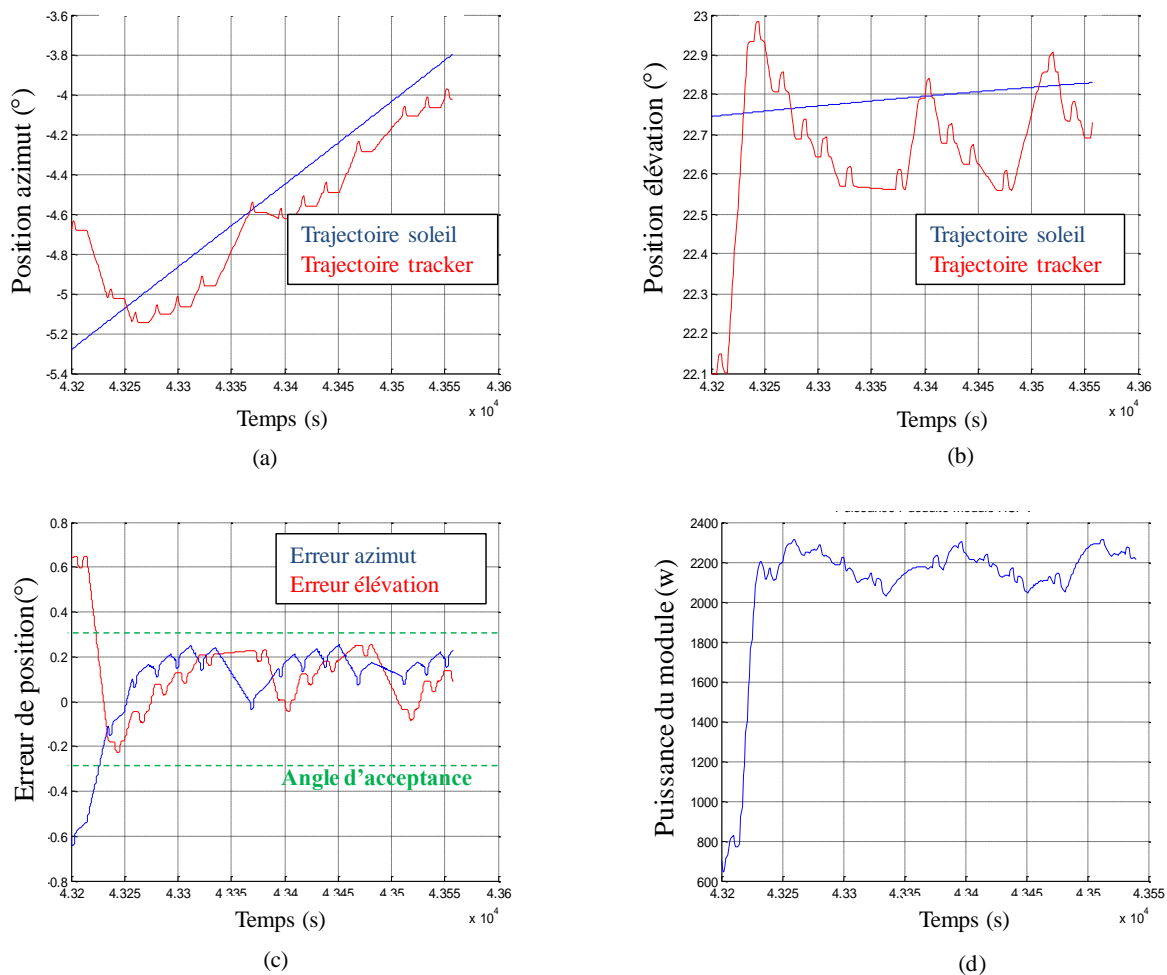 -3.6
-3.8
-4
-4.2
-4.4
-4.6
-4.8
-5
-5.2
-5.4
Position azimut (°)
Trajectoire soleil
Trajectoire tracker
4.32 4.325 4.33 4.335 4.34 4.345 4.35 4.355 4.36
x 10⁴
Temps (s)
(a)
23
22.9
22.8
22.7
22.6
22.5
22.4
22.3
22.2
22.1
Position élévation (°)
Trajectoire soleil
Trajectoire tracker
4.32 4.325 4.33 4.335 4.34 4.345 4.35 4.355 4.36
x 10⁴
Temps (s)
(b)
0.8
0.6
0.4
0.2
0
-0.2
-0.4
-0.6
-0.8
Erreur de position (°)
Erreur azimut
Erreur élévation
Angle d'acceptance
4.32 4.325 4.33 4.335 4.34 4.345 4.35 4.355 4.36
x 10⁴
Temps (s)
(c)
2400
2200
2000
1800
1600
1400
1200
1000
800
600
Puissance du module (w)
4.32 4.325 4.33 4.335 4.34 4.345 4.35 4.355
x 10⁴
Temps (s)
(d)